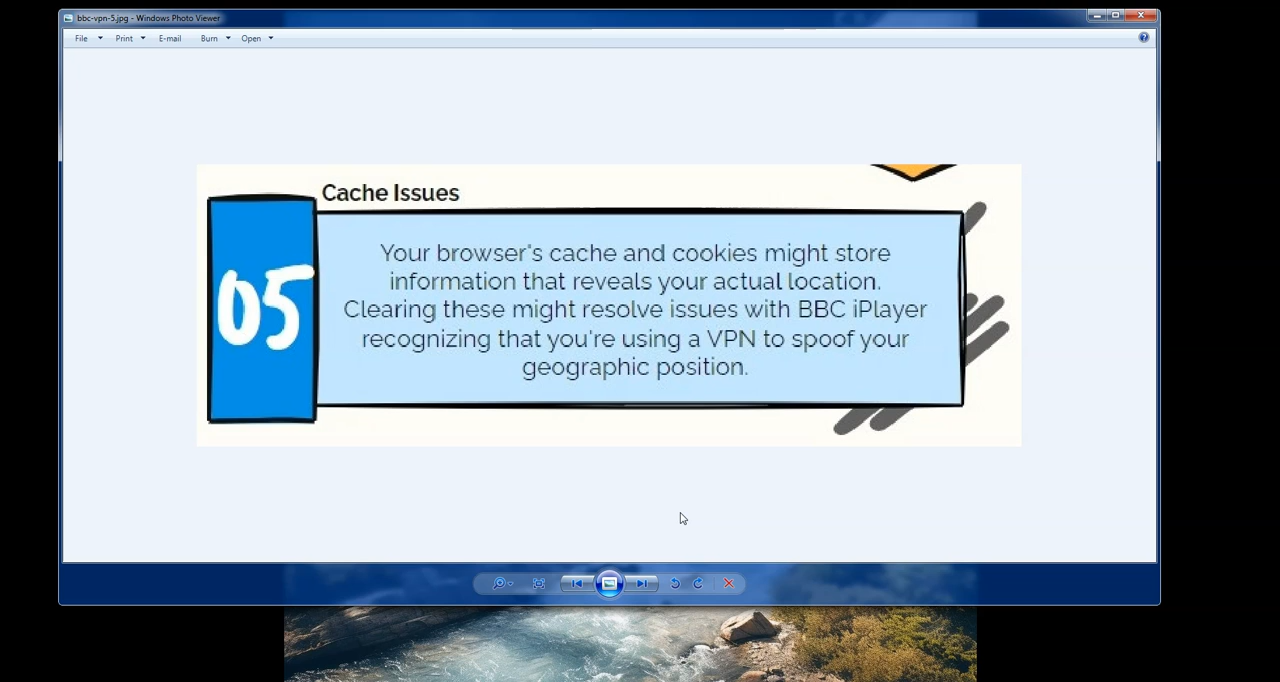 bbc-vpn-5.jpg - Windows Photo Viewer
File Print E-mail Burn Open
Cache Issues
05
Your browser's cache and cookies might store
information that reveals your actual location.
Clearing these might resolve issues with BBC iPlayer
recognizing that you're using a VPN to spoof your
geographic position.